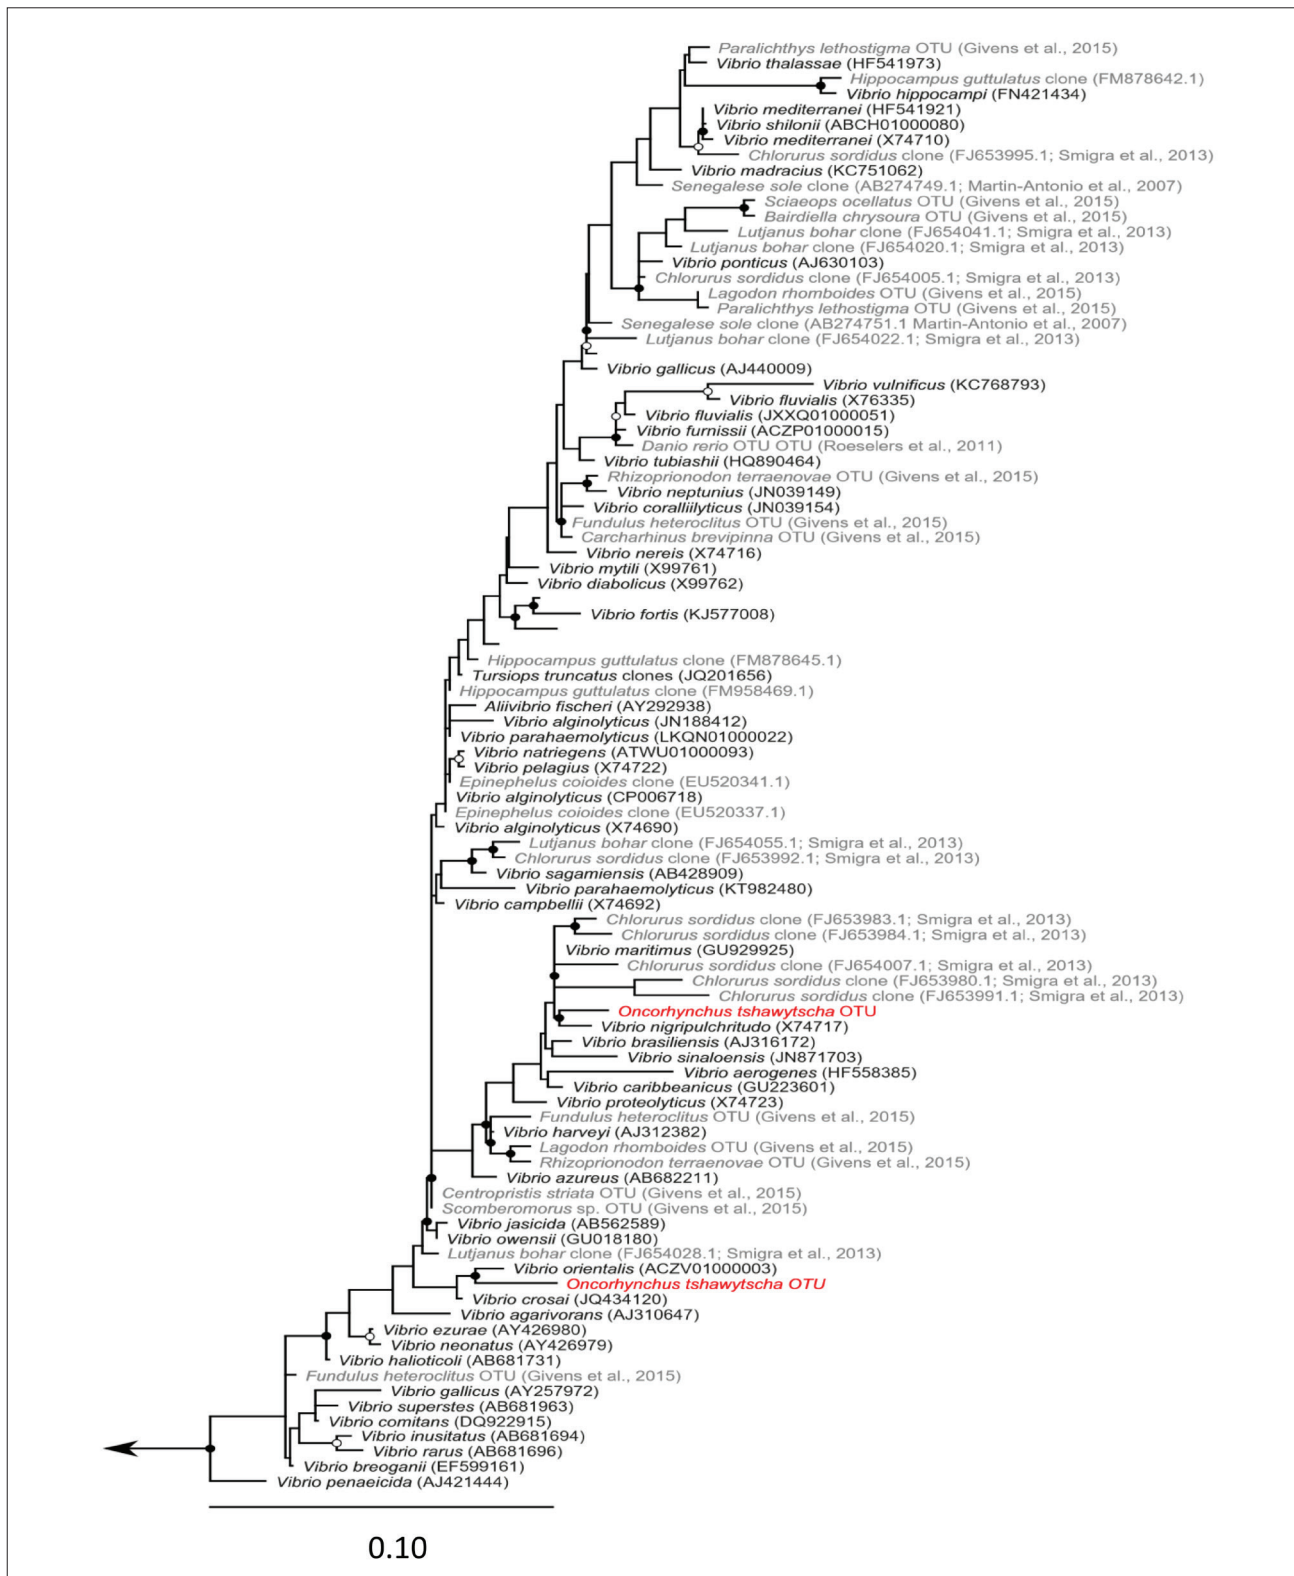 Paralichthys lethostigma OTU (Givens et al., 2015)
Vibrio thalassae (HF541973)
Hippocampus guttulatus clone (FM878642.1)
Vibrio hippocampi (FN421434)
Vibrio mediterranei (HF541921)
Vibrio shilonii (ABCH01000080)
Vibrio mediterranei (X74710)
Chlorurus sordidus clone (FJ653995.1; Smigra et al., 2013)
Vibrio madracius (KC751062)
Senegalese sole clone (AB274749.1; Martin-Antonio et al., 2007)
Sciaeops ocellatus OTU (Givens et al., 2015)
Bairdiella chrysoura OTU (Givens et al., 2015)
Lutjanus bohar clone (FJ654041.1; Smigra et al., 2013)
Lutjanus bohar clone (FJ654020.1; Smigra et al., 2013)
Vibrio ponticus (AJ630103)
Chlorurus sordidus clone (FJ654005.1; Smigra et al., 2013)
Lagodon rhomboides OTU (Givens et al., 2015)
Paralichthys lethostigma OTU (Givens et al., 2015)
Senegalese sole clone (AB274751.1 Martin-Antonio et al., 2007)
Lutjanus bohar clone (FJ654022.1; Smigra et al., 2013)
Vibrio gallicus (AJ440009)
Vibrio vulnificus (KC768793)
Vibrio fluvialis (X76335)
Vibrio fluvialis (JXXQ01000051)
Vibrio furnissii (ACZP01000015)
Danio rerio OTU OTU (Roeselers et al., 2011)
Vibrio tubiashii (HQ890464)
Rhizoprionodon terraenovae OTU (Givens et al., 2015)
Vibrio neptunius (JN039149)
Vibrio coralliilyticus (JN039154)
Fundulus heteroclitus OTU (Givens et al., 2015)
Carcharhinus brevipinna OTU (Givens et al., 2015)
Vibrio nereis (X74716)
Vibrio mytili (X99761)
Vibrio diabolicus (X99762)
Vibrio fortis (KJ577008)
Hippocampus guttulatus clone (FM878645.1)
Tursiops truncatus clones (JQ201656)
Hippocampus guttulatus clone (FM958469.1)
Aliivibrio fischeri (AY292938)
Vibrio alginolyticus (JN188412)
Vibrio parahaemolyticus (LKQN01000022)
Vibrio natriegens (ATWU01000093)
Vibrio pelagius (X74722)
Epinephelus coioides clone (EU520341.1)
Vibrio alginolyticus (CP006718)
Epinephelus coioides clone (EU520337.1)
Vibrio alginolyticus (X74690)
Lutjanus bohar clone (FJ654055.1; Smigra et al., 2013)
Chlorurus sordidus clone (FJ653992.1; Smigra et al., 2013)
Vibrio sagamiensis (AB428909)
Vibrio parahaemolyticus (KT982480)
Vibrio campbellii (X74692)
Chlorurus sordidus clone (FJ653983.1; Smigra et al., 2013)
Chlorurus sordidus clone (FJ653984.1; Smigra et al., 2013)
Vibrio maritimus (GU929925)
Chlorurus sordidus clone (FJ654007.1; Smigra et al., 2013)
Chlorurus sordidus clone (FJ653980.1; Smigra et al., 2013)
Chlorurus sordidus clone (FJ653991.1; Smigra et al., 2013)
Oncorhynchus tshawytscha OTU
Vibrio nigripulchritudo (X74717)
Vibrio brasiliensis (AJ316172)
Vibrio sinaloensis (JN871703)
Vibrio aerogenes (HF558385)
Vibrio caribbeanicus (GU223601)
Vibrio proteolyticus (X74723)
Fundulus heteroclitus OTU (Givens et al., 2015)
Vibrio harveyi (AJ312382)
Lagodon rhomboides OTU (Givens et al., 2015)
Rhizoprionodon terraenovae OTU (Givens et al., 2015)
Vibrio azureus (AB682211)
Centropristis striata OTU (Givens et al., 2015)
Scomberomorus sp. OTU (Givens et al., 2015)
Vibrio jasicida (AB562589)
Vibrio owensii (GU018180)
Lutjanus bohar clone (FJ654028.1; Smigra et al., 2013)
Vibrio orientalis (ACZV01000003)
Oncorhynchus tshawytscha OTU
Vibrio crosai (JQ434120)
Vibrio agarivorans (AJ310647)
Vibrio ezurae (AY426980)
Vibrio neonatus (AY426979)
Vibrio halioticoli (AB681731)
Fundulus heteroclitus OTU (Givens et al., 2015)
Vibrio gallicus (AY257972)
Vibrio superstes (AB681963)
Vibrio comitans (DQ922915)
Vibrio inusitatus (AB681694)
Vibrio rarus (AB681696)
Vibrio breoganii (EF599161)
Vibrio penaeicida (AJ421444)
0.10